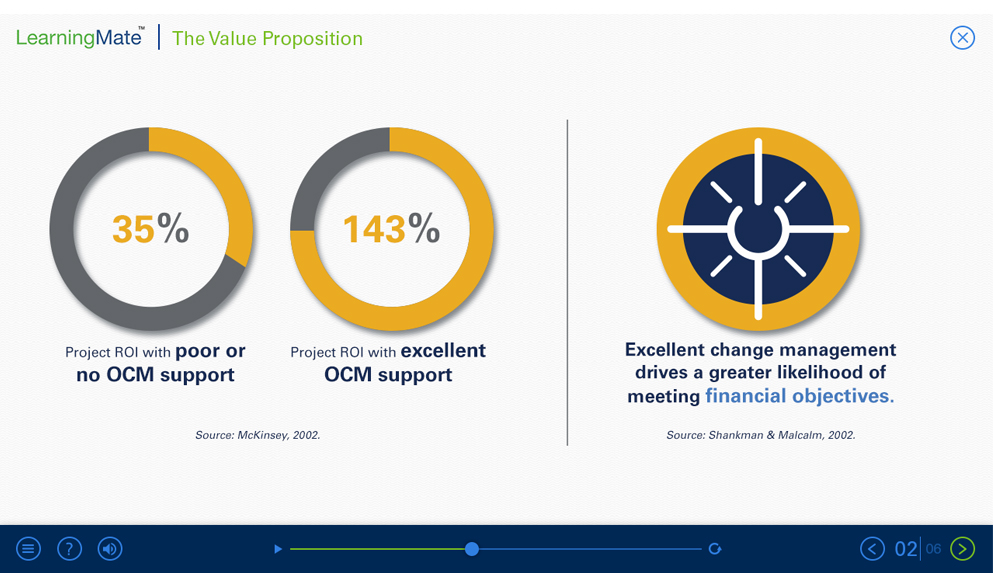 LearningMate™ | The Value Proposition
35%
143%
Project ROI with poor or
no OCM support
Project ROI with excellent
OCM support
Source: McKinsey, 2002.
Excellent change management
drives a greater likelihood of
meeting financial objectives.
Source: Shankman & Malcalm, 2002.
?
02 | 06